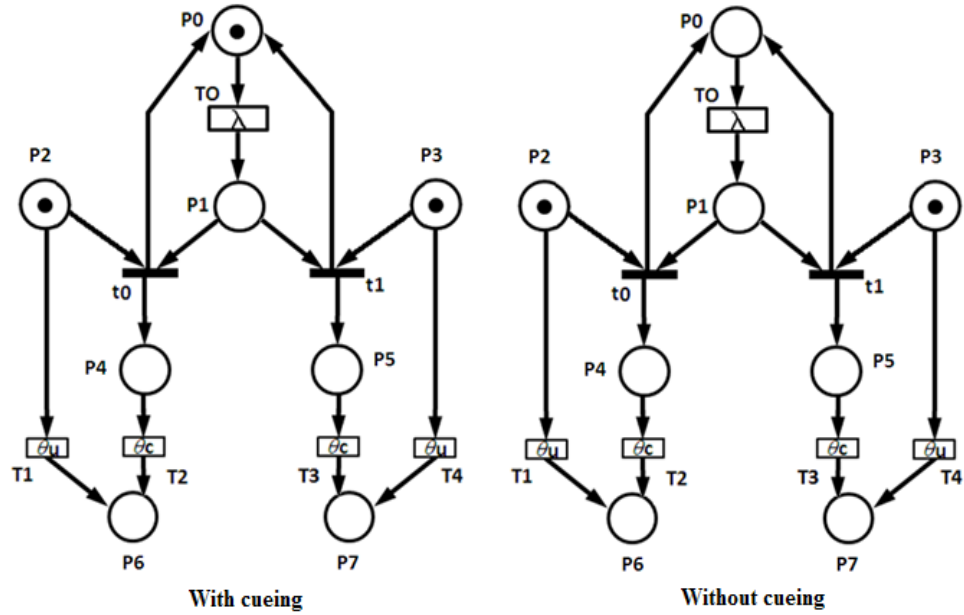 P0
TO
λ
P2
P3
P1
t0
t1
P4
P5
θu
θc
θc
θu
T1
T2
T3
T4
P6
P7
With cueing
P0
TO
λ
P2
P3
P1
t0
t1
P4
P5
θu
θc
θc
θu
T1
T2
T3
T4
P6
P7
Without cueing